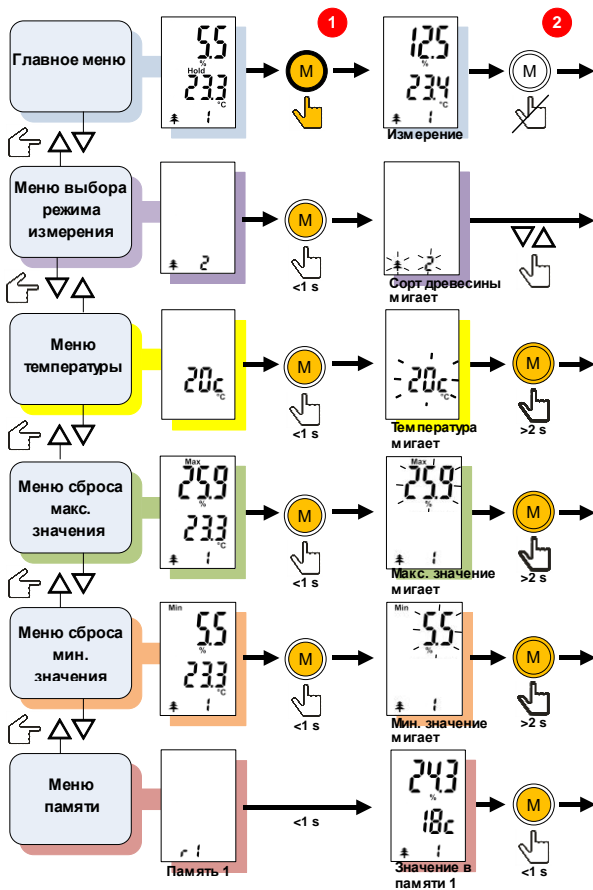 1
2
Главное меню
5.5
%
Hold
23.3
°C
1
M
12.5
%
23.4
°C
1
Измерение
M
Меню выбора
режима
измерения
2
M
<1 s
2
Сорт древесины
мигает
Меню
температуры
20c
°C
M
<1 s
20c
°C
Температура
мигает
M
>2 s
Меню сброса
макс.
значения
Max
25.9
%
23.3
°C
1
M
<1 s
Max
25.9
%
1
Макс. значение
мигает
M
>2 s
Меню сброса
мин.
значения
Min
5.5
%
23.3
°C
1
M
<1 s
Min
5.5
%
1
Мин. значение
мигает
M
>2 s
Меню
памяти
r1
Память 1
<1 s
24.3
%
18c
1
Значение в
памяти 1
M
<1 s